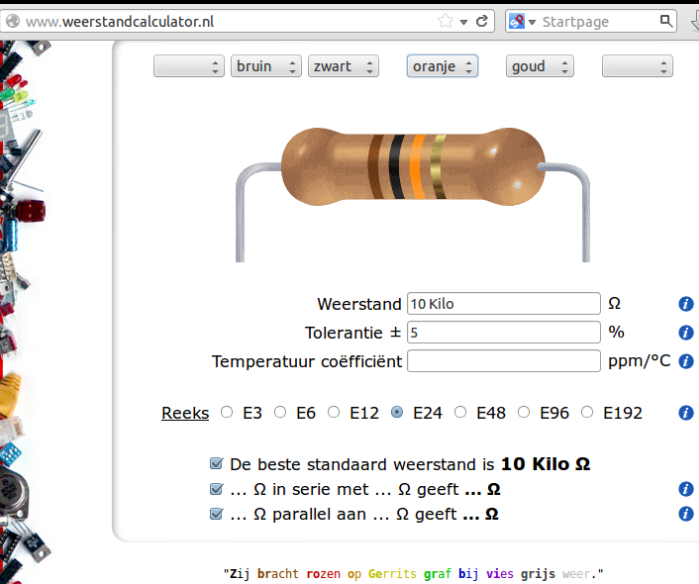 www.weerstandcalculator.nl Startpage
bruin zwart oranje goud
Weerstand 10 Kilo Ω
Tolerantie ± 5 %
Temperatuur coëfficiënt ppm/°C
Reeks E3 E6 E12 E24 E48 E96 E192
De beste standaard weerstand is 10 Kilo Ω
... Ω in serie met ... Ω geeft ... Ω
... Ω parallel aan ... Ω geeft ... Ω
"Zij bracht rozen op Gerrits graf bij vies grijs weer."